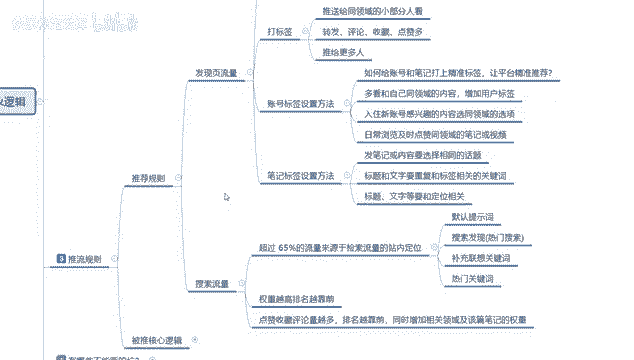 推送给同领域的小部分人看
打标签
转发、评论、收藏、点赞多
推给更多人
发现页流量
如何给账号和笔记打上精准标签，让平台精准推荐？
多看和自己同领域的内容，增加用户标签
账号标签设置方法
入住新账号感兴趣的内容选同领域的选项
日常浏览及时点赞同领域的笔记或视频
逻辑
发笔记或内容要选择相同的话题
推荐规则
笔记标签设置方法
标题和文字要重复和标签相关的关键词
标题、文字等要和定位相关
默认提示词
超过 65%的流量来源于检索流量的站内定位
搜索发现(热门搜索)
3 推流规则
补充联想关键词
搜索流量
热门关键词
权重越高排名越靠前
点赞收藏评论量越多，排名越靠前，同时增加相关领域及该篇笔记的权重
被推核心逻辑